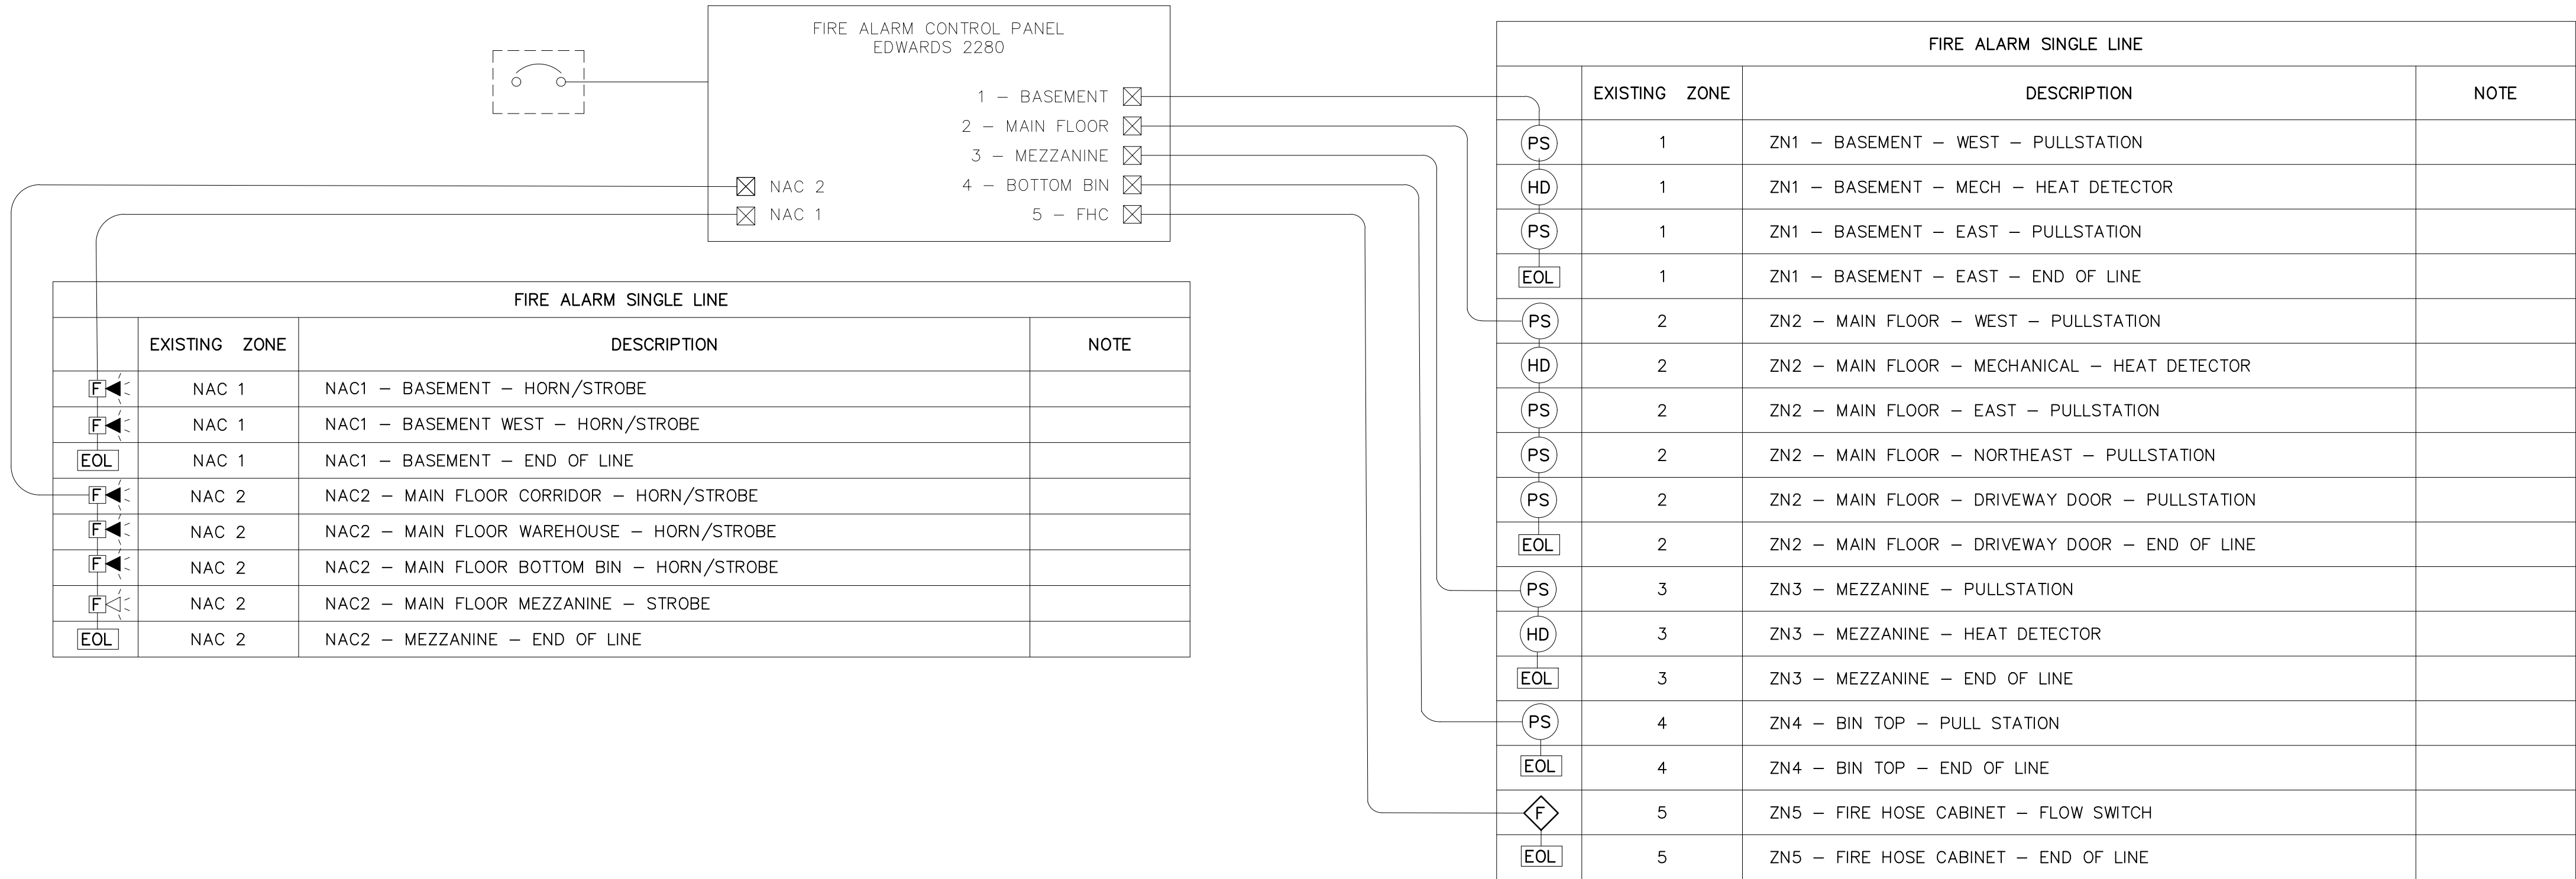 FIRE ALARM CONTROL PANEL
EDWARDS 2280
1 – BASEMENT
2 – MAIN FLOOR
3 – MEZZANINE
4 – BOTTOM BIN
5 – FHC
NAC 2
NAC 1
FIRE ALARM SINGLE LINE
EXISTING ZONE DESCRIPTION NOTE
F NAC 1 NAC1 – BASEMENT – HORN/STROBE
F NAC 1 NAC1 – BASEMENT WEST – HORN/STROBE
EOL NAC 1 NAC1 – BASEMENT – END OF LINE
F NAC 2 NAC2 – MAIN FLOOR CORRIDOR – HORN/STROBE
F NAC 2 NAC2 – MAIN FLOOR WAREHOUSE – HORN/STROBE
F NAC 2 NAC2 – MAIN FLOOR BOTTOM BIN – HORN/STROBE
F NAC 2 NAC2 – MAIN FLOOR MEZZANINE – STROBE
EOL NAC 2 NAC2 – MEZZANINE – END OF LINE
FIRE ALARM SINGLE LINE
EXISTING ZONE DESCRIPTION NOTE
PS 1 ZN1 – BASEMENT – WEST – PULLSTATION
HD 1 ZN1 – BASEMENT – MECH – HEAT DETECTOR
PS 1 ZN1 – BASEMENT – EAST – PULLSTATION
EOL 1 ZN1 – BASEMENT – EAST – END OF LINE
PS 2 ZN2 – MAIN FLOOR – WEST – PULLSTATION
HD 2 ZN2 – MAIN FLOOR – MECHANICAL – HEAT DETECTOR
PS 2 ZN2 – MAIN FLOOR – EAST – PULLSTATION
PS 2 ZN2 – MAIN FLOOR – NORTHEAST – PULLSTATION
PS 2 ZN2 – MAIN FLOOR – DRIVEWAY DOOR – PULLSTATION
EOL 2 ZN2 – MAIN FLOOR – DRIVEWAY DOOR – END OF LINE
PS 3 ZN3 – MEZZANINE – PULLSTATION
HD 3 ZN3 – MEZZANINE – HEAT DETECTOR
EOL 3 ZN3 – MEZZANINE – END OF LINE
PS 4 ZN4 – BIN TOP – PULL STATION
EOL 4 ZN4 – BIN TOP – END OF LINE
F 5 ZN5 – FIRE HOSE CABINET – FLOW SWITCH
EOL 5 ZN5 – FIRE HOSE CABINET – END OF LINE